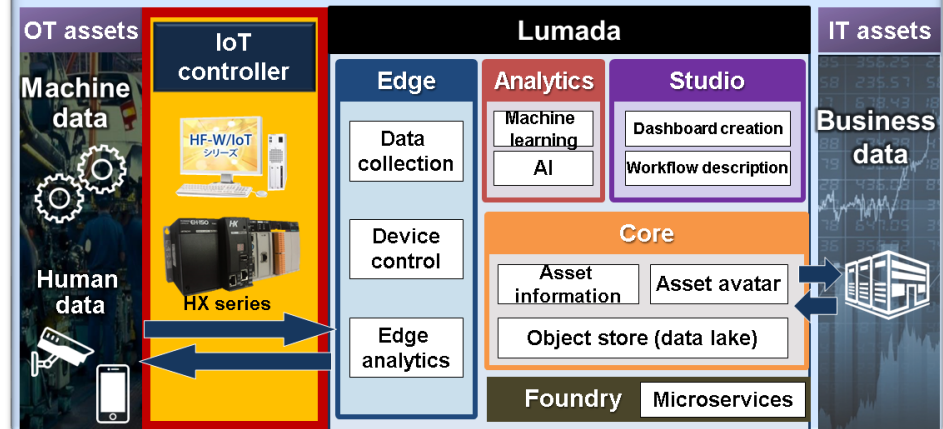 OT assets
Machine
data
Human
data
IoT
controller
HF-W/IoT
シリーズ
HX series
Lumada
Edge
Data
collection
Device
control
Edge
analytics
Analytics
Machine
learning
AI
Studio
Dashboard creation
Workflow description
Core
Asset
information
Asset avatar
Object store (data lake)
Foundry
Microservices
IT assets
Business
data